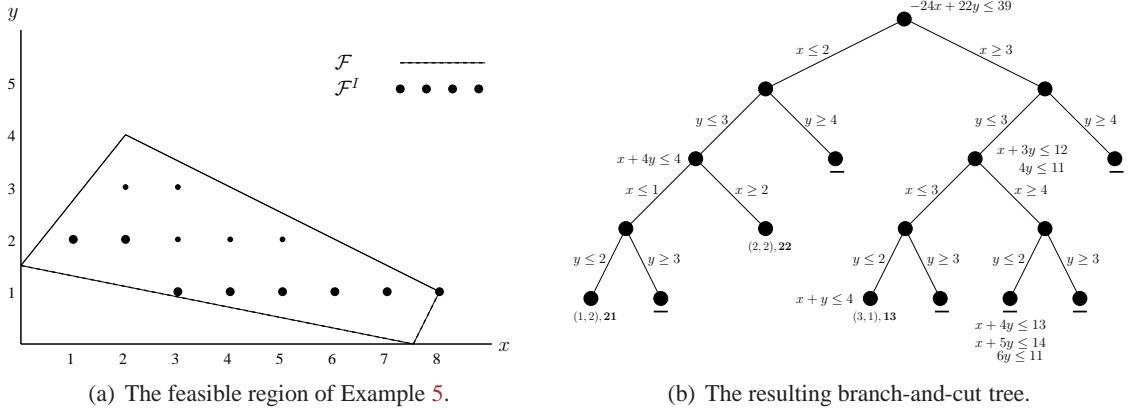 y
F
F^I
5
4
3
2
1
1 2 3 4 5 6 7 8
x
(a) The feasible region of Example 5.
−24x + 22y ≤ 39
x ≤ 2
x ≥ 3
y ≤ 3
y ≥ 4
y ≤ 3
y ≥ 4
x + 4y ≤ 4
x + 3y ≤ 12
4y ≤ 11
x ≤ 1
x ≥ 2
x ≤ 3
x ≥ 4
(2, 2), 22
y ≤ 2
y ≥ 3
y ≤ 2
y ≥ 3
y ≤ 2
y ≥ 3
x + y ≤ 4
(1, 2), 21
(3, 1), 13
x + 4y ≤ 13
x + 5y ≤ 14
6y ≤ 11
(b) The resulting branch-and-cut tree.